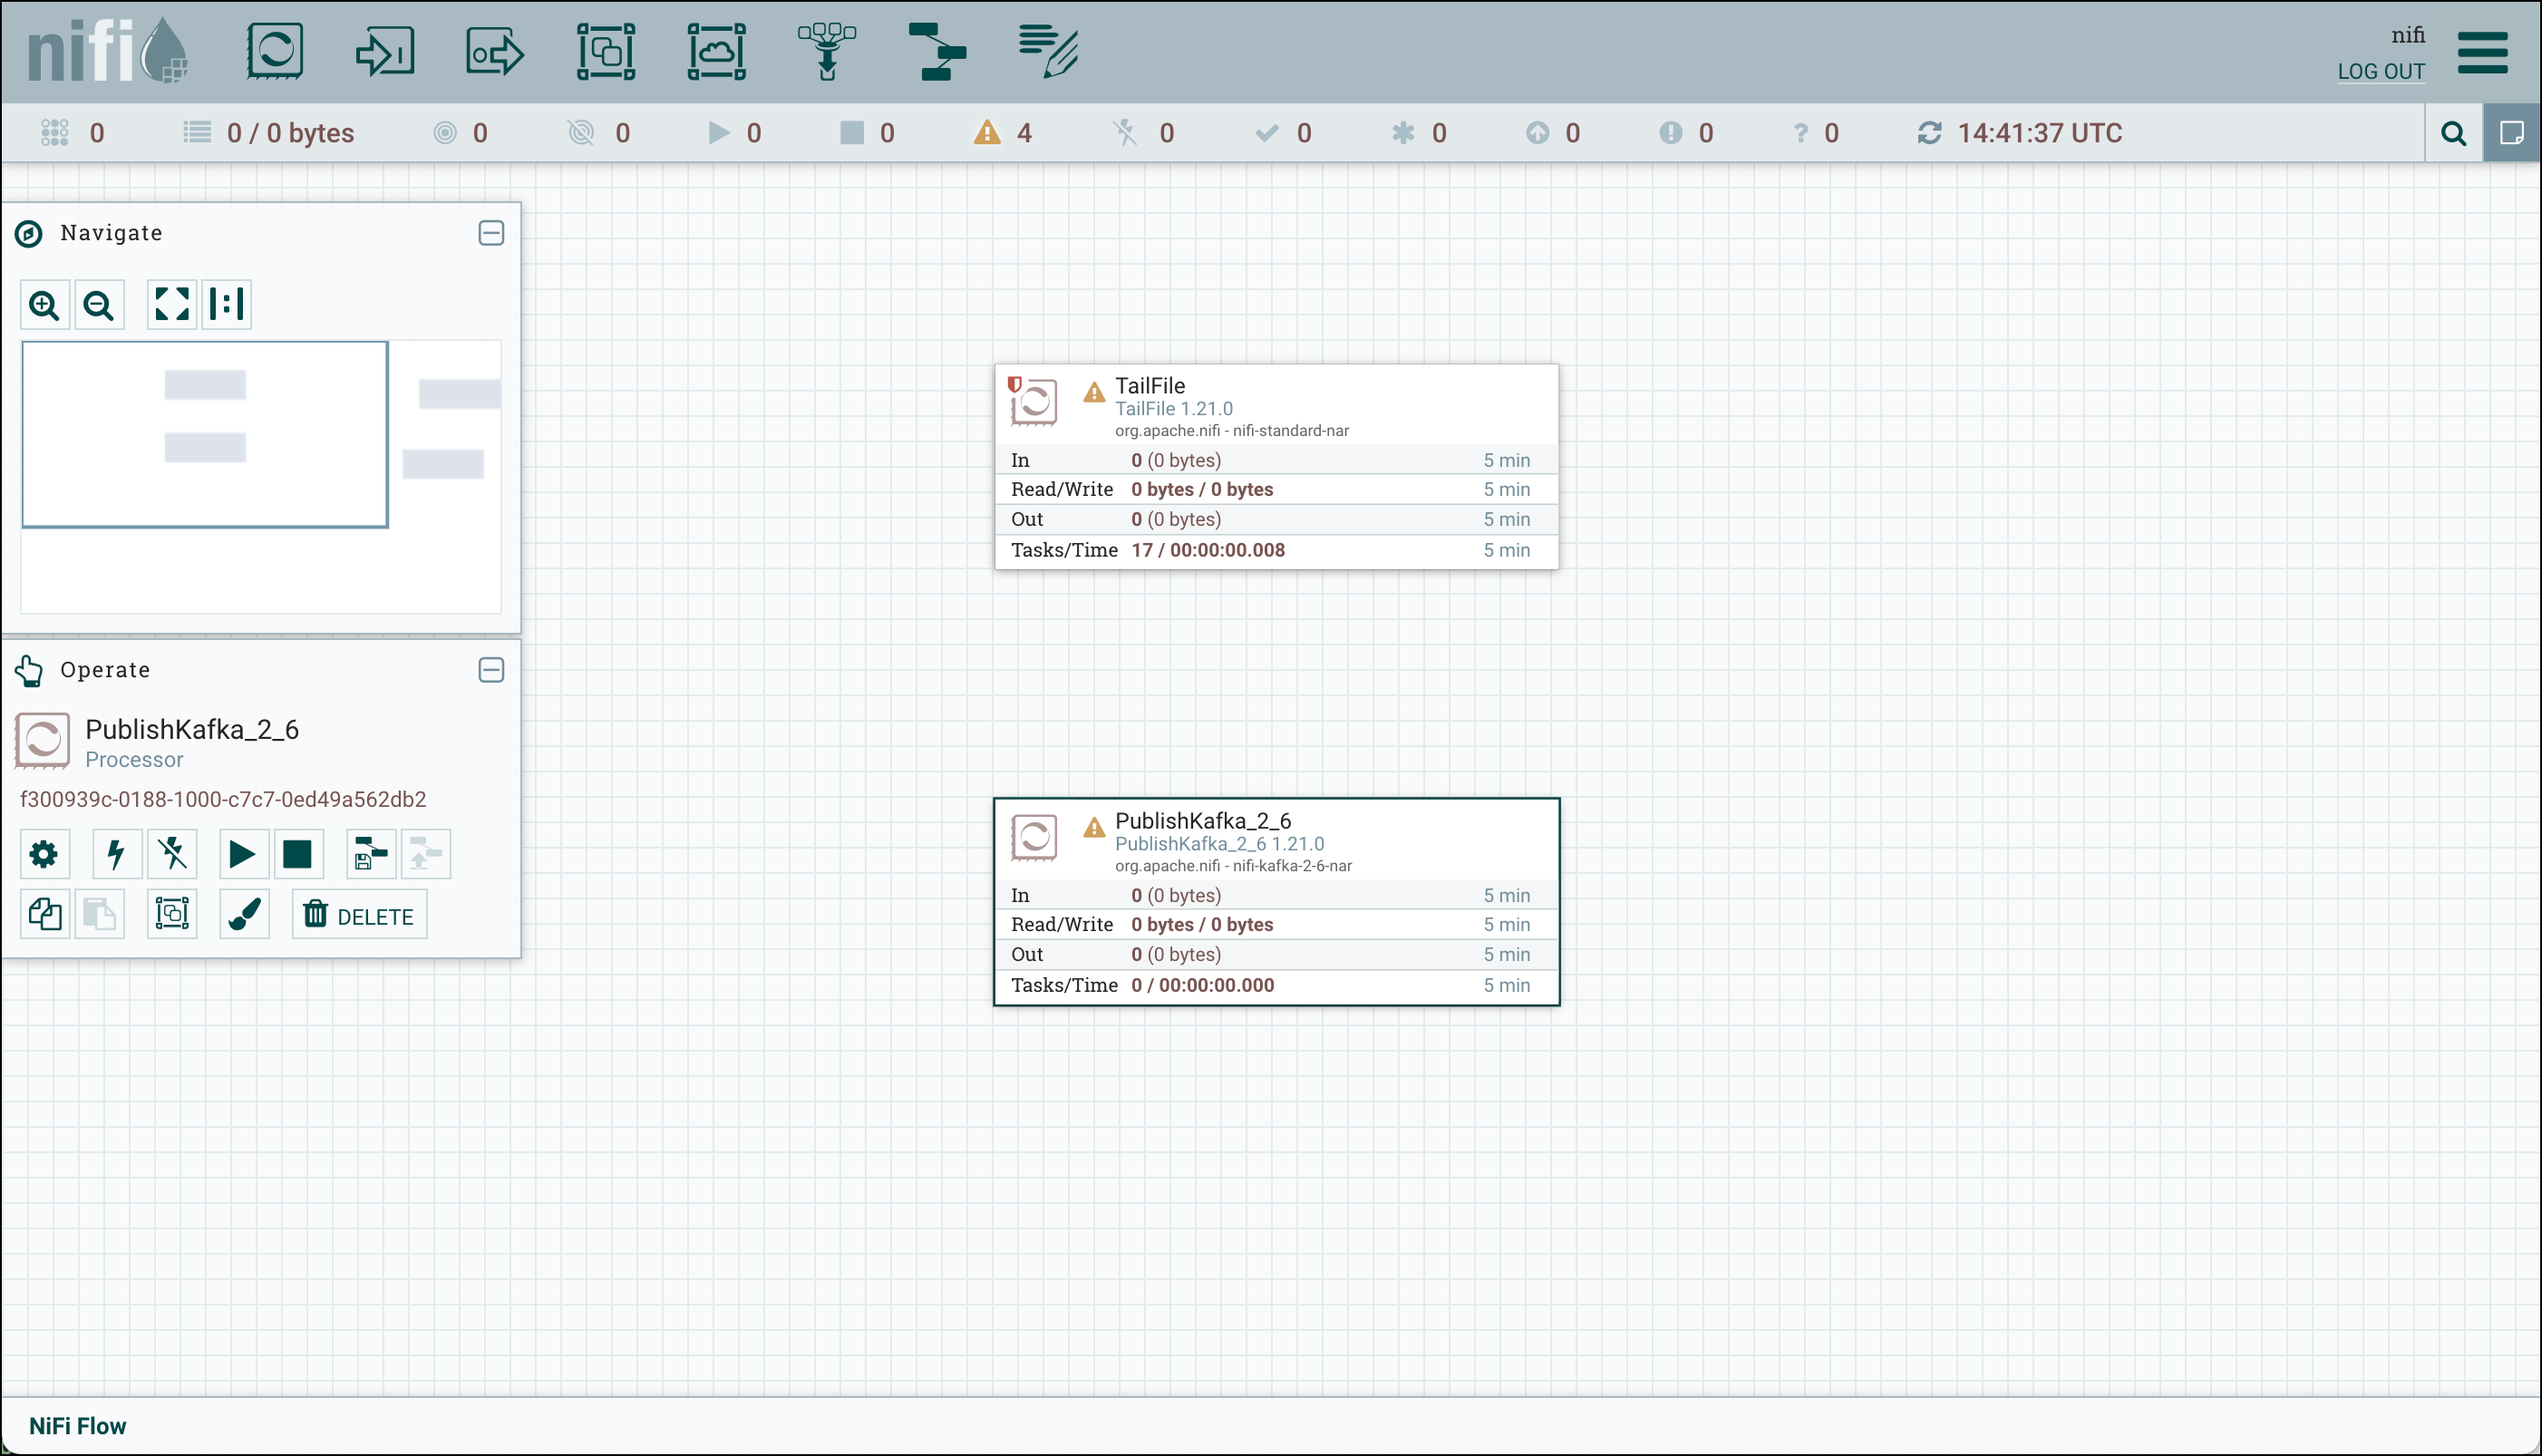 nifi
nifi
LOG OUT
0 0 / 0 bytes 0 0 0 0 4 0 0 0 0 0 ? 0 14:41:37 UTC
Navigate
Operate
PublishKafka_2_6
Processor
f300939c-0188-1000-c7c7-0ed49a562db2
DELETE
TailFile
TailFile 1.21.0
org.apache.nifi - nifi-standard-nar
In 0 (0 bytes) 5 min
Read/Write 0 bytes / 0 bytes 5 min
Out 0 (0 bytes) 5 min
Tasks/Time 17 / 00:00:00.008 5 min
PublishKafka_2_6
PublishKafka_2_6 1.21.0
org.apache.nifi - nifi-kafka-2-6-nar
In 0 (0 bytes) 5 min
Read/Write 0 bytes / 0 bytes 5 min
Out 0 (0 bytes) 5 min
Tasks/Time 0 / 00:00:00.000 5 min
NiFi Flow